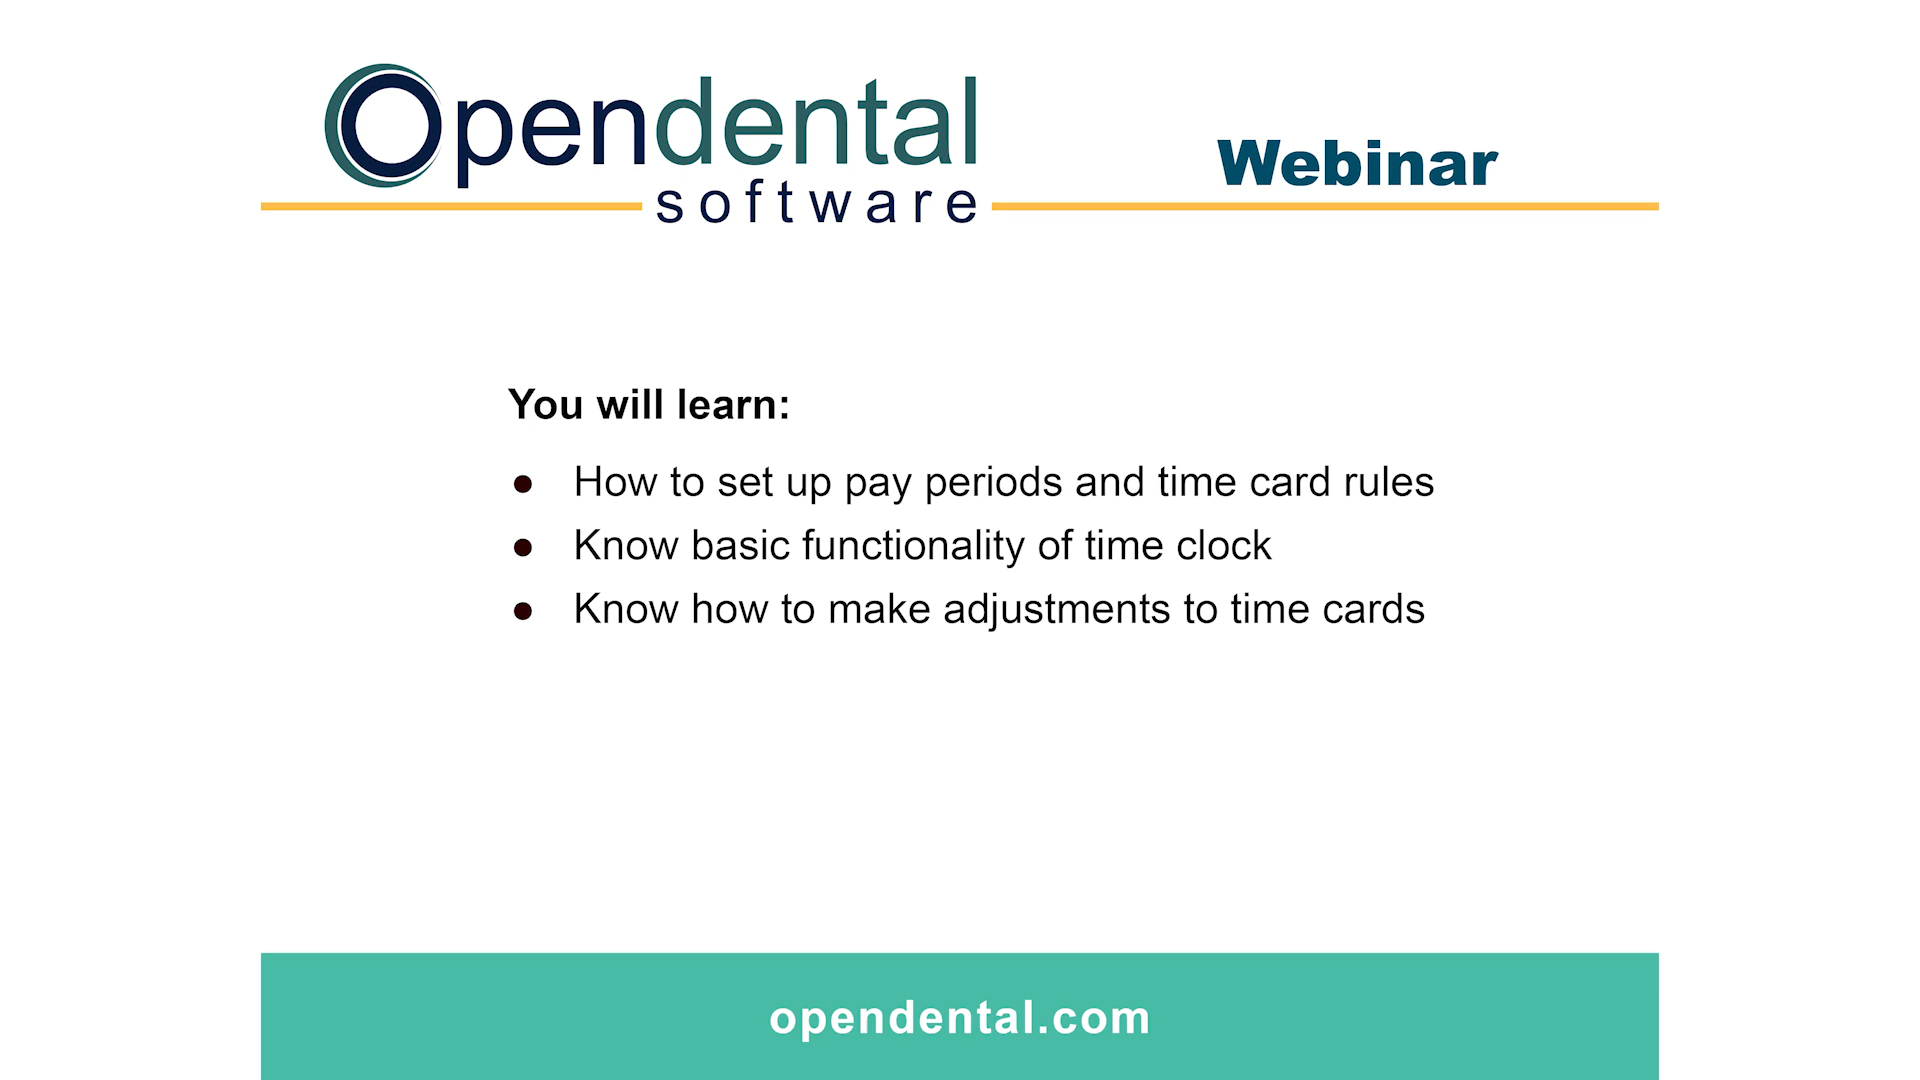 Opendental
software
Webinar
You will learn:
● How to set up pay periods and time card rules
● Know basic functionality of time clock
● Know how to make adjustments to time cards
opendental.com